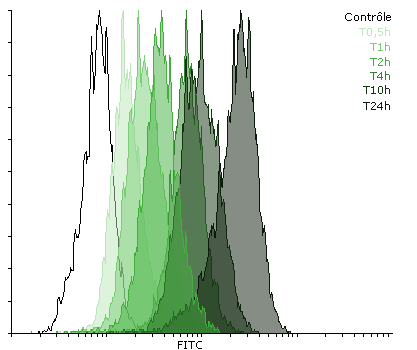 Contrôle
T0,5h
T1h
T2h
T4h
T10h
T24h
FITC